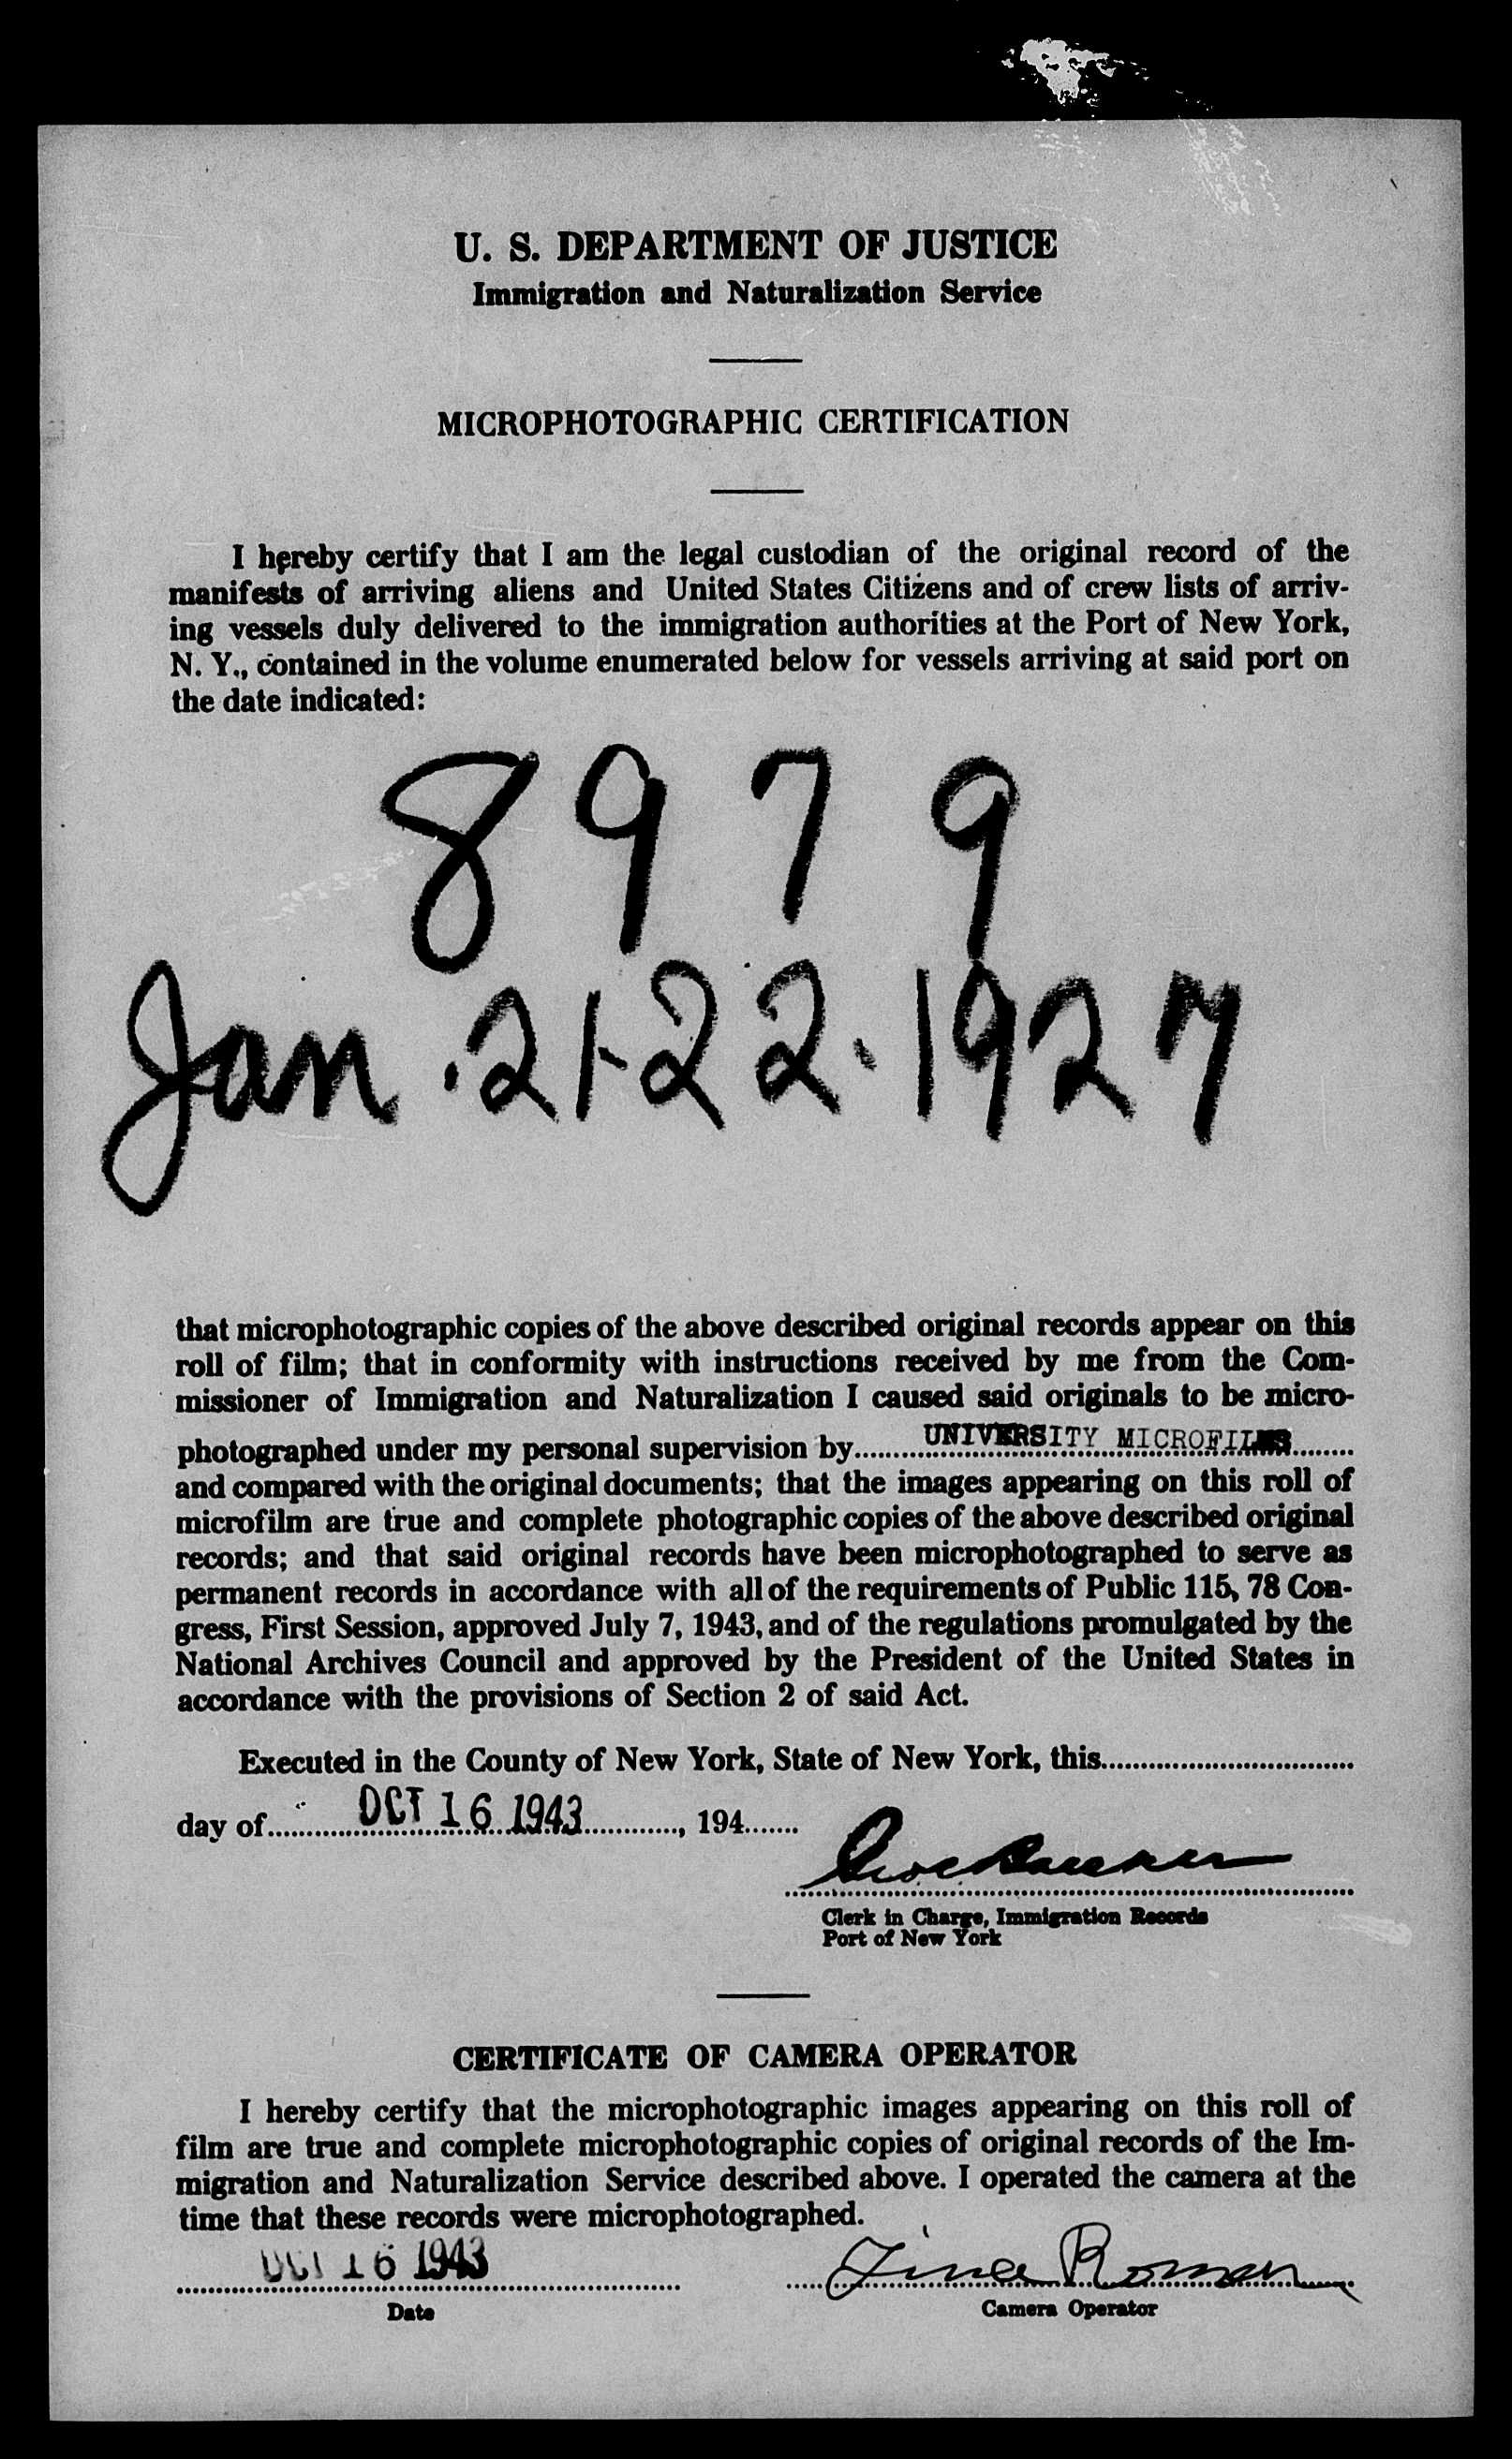 U. S. DEPARTMENT OF JUSTICE
Immigration and Naturalization Service
MICROPHOTOGRAPHIC CERTIFICATION
I hereby certify that I am the legal custodian of the original record of the
manifests of arriving aliens and United States Citizens and of crew lists of arriv-
ing vessels duly delivered to the immigration authorities at the Port of New York,
N. Y., contained in the volume enumerated below for vessels arriving at said port on
the date indicated:
8979
Jan. 21-22. 1927
that microphotographic copies of the above described original records appear on this
roll of film; that in conformity with instructions received by me from the Com-
missioner of Immigration and Naturalization I caused said originals to be micro-
photographed under my personal supervision by UNIVERSITY MICROFILMS
and compared with the original documents; that the images appearing on this roll of
microfilm are true and complete photographic copies of the above described original
records; and that said original records have been microphotographed to serve as
permanent records in accordance with all of the requirements of Public 115, 78 Con-
gress, First Session, approved July 7, 1943, and of the regulations promulgated by the
National Archives Council and approved by the President of the United States in
accordance with the provisions of Section 2 of said Act.
Executed in the County of New York, State of New York, this
day of OCT 16 1943, 194
Clerk in Charge, Immigration Records
Port of New York
CERTIFICATE OF CAMERA OPERATOR
I hereby certify that the microphotographic images appearing on this roll of
film are true and complete microphotographic copies of original records of the Im-
migration and Naturalization Service described above. I operated the camera at the
time that these records were microphotographed.
OCT 16 1943 Roman
Date Camera Operator